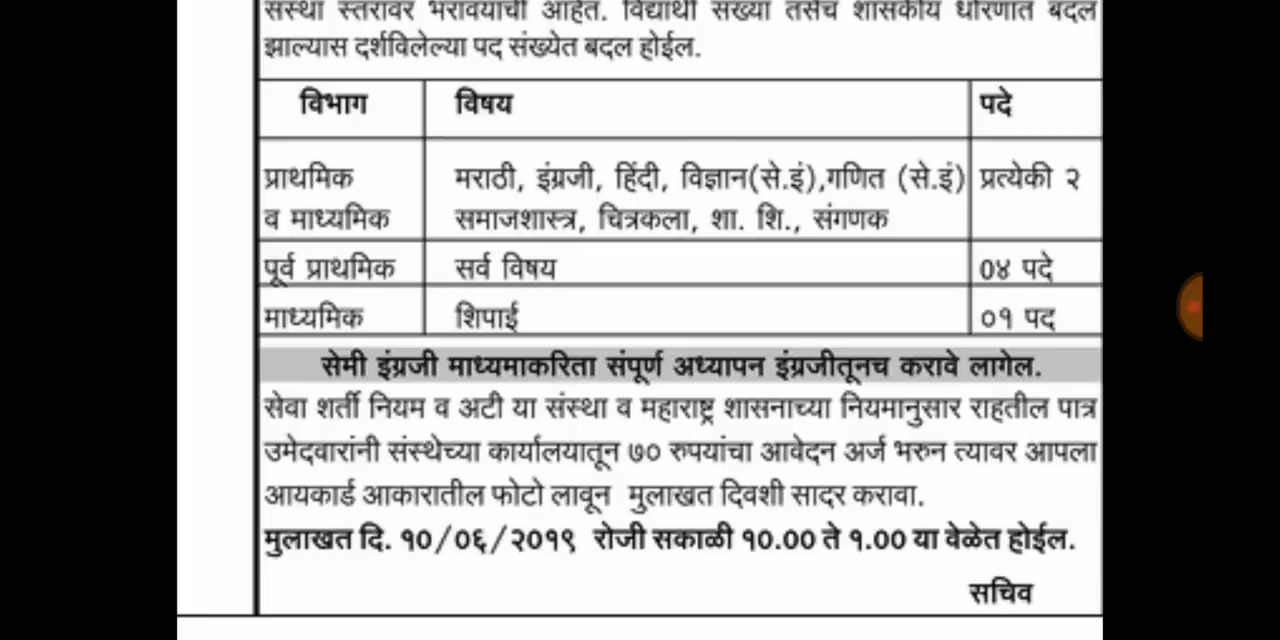 संस्था स्तरावर भरावयाची आहेत. विद्यार्थी संख्या तसेच शासकीय धोरणात बदल
झाल्यास दर्शविलेल्या पद संख्येत बदल होईल.
विभाग विषय पदे
प्राथमिक मराठी, इंग्रजी, हिंदी, विज्ञान(से.इं),गणित (से.इं) प्रत्येकी २
व माध्यमिक समाजशास्त्र, चित्रकला, शा. शि., संगणक
पूर्व प्राथमिक सर्व विषय ०४ पदे
माध्यमिक शिपाई ०१ पद
सेमी इंग्रजी माध्यमाकरिता संपूर्ण अध्यापन इंग्रजीतूनच करावे लागेल.
सेवा शर्ती नियम व अटी या संस्था व महाराष्ट्र शासनाच्या नियमानुसार राहतील पात्र
उमेदवारांनी संस्थेच्या कार्यालयातून ७० रुपयांचा आवेदन अर्ज भरुन त्यावर आपला
आयकार्ड आकारातील फोटो लावून मुलाखत दिवशी सादर करावा.
मुलाखत दि. १०/०६/२०१९ रोजी सकाळी १०.०० ते १.०० या वेळेत होईल.
सचिव